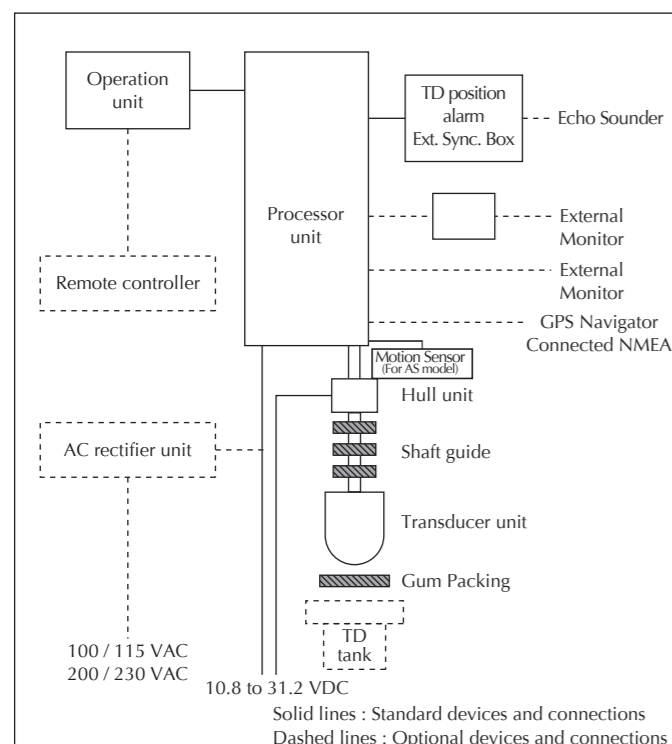 Operation
unit
TD position
alarm
Ext. Sync. Box
Echo Sounder
Processor
unit
External
Monitor
Remote controller
External
Monitor
GPS Navigator
Connected NMEA
Motion Sensor
(For AS model)
Hull unit
AC rectifier unit
Shaft guide
Transducer unit
Gum Packing
TD
tank
100 / 115 VAC
200 / 230 VAC
10.8 to 31.2 VDC
Solid lines : Standard devices and connections
Dashed lines : Optional devices and connections